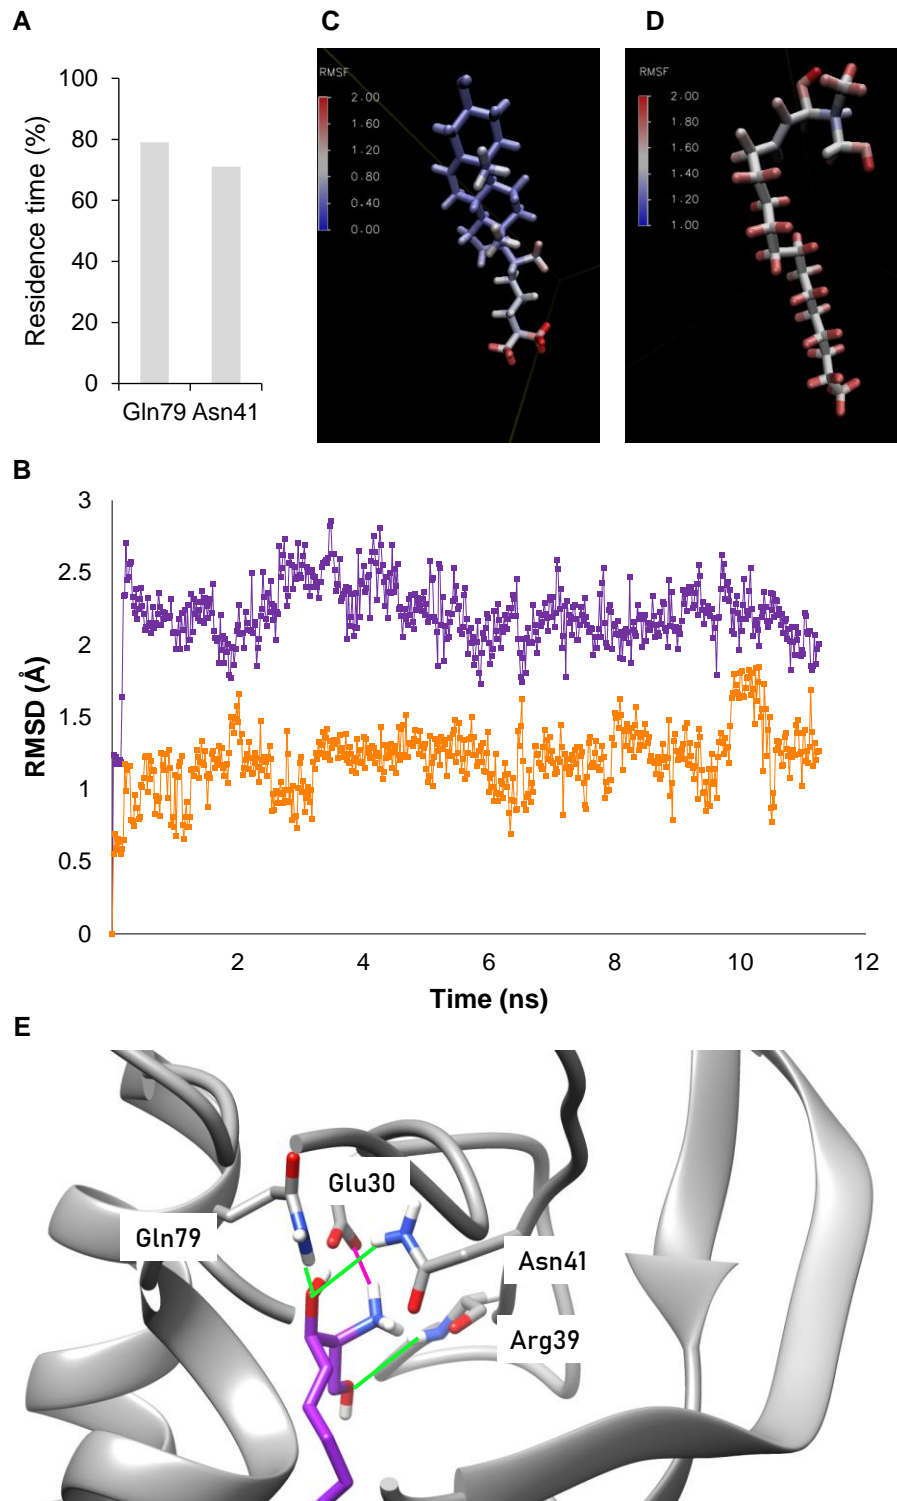 A
C
D
Residence time (%)
100
80
60
40
20
0
Gln79 Asn41
RMSF
2.00
1.60
1.20
0.80
0.40
0.00
RMSF
2.00
1.80
1.60
1.40
1.20
1.00
B
RMSD (Å)
3
2.5
2
1.5
1
0.5
0
2 4 6 8 10 12
Time (ns)
E
Glu30
Gln79
Asn41
Arg39